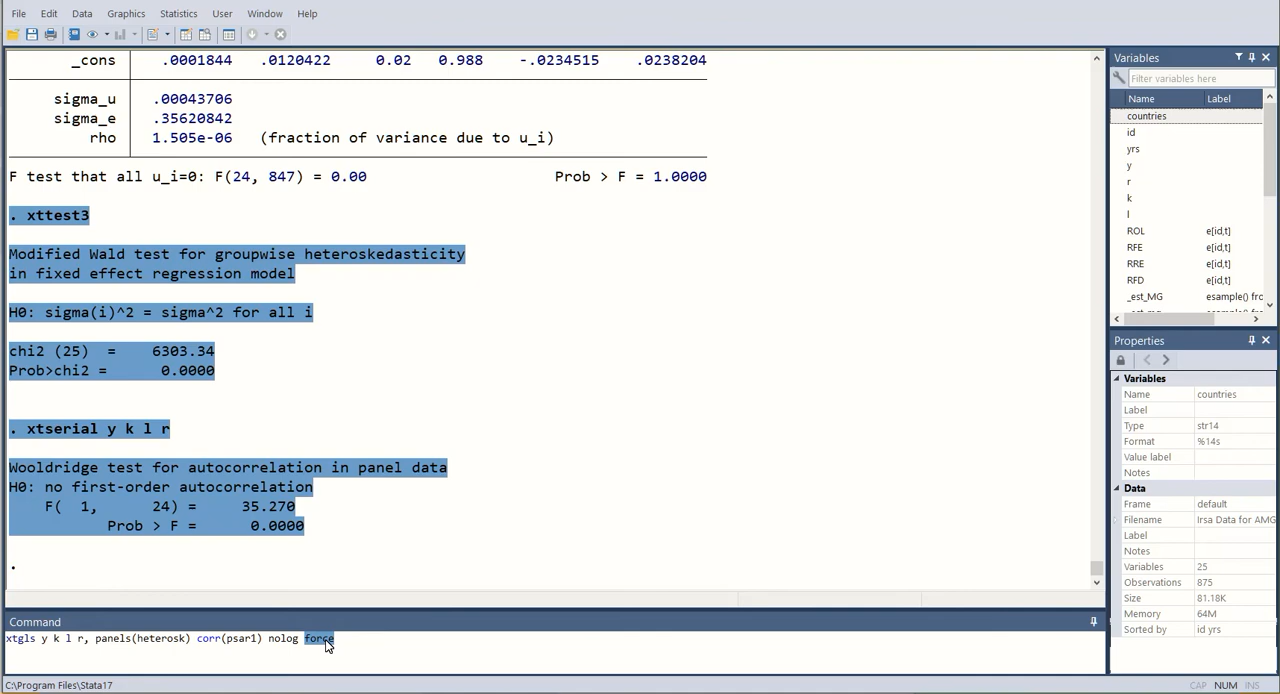 File Edit Data Graphics Statistics User Window Help
_cons .0001844 .0120422 0.02 0.988 -.0234515 .0238204
sigma_u .00043706
sigma_e .35620842
rho 1.505e-06 (fraction of variance due to u_i)
F test that all u_i=0: F(24, 847) = 0.00 Prob > F = 1.0000
. xttest3
Modified Wald test for groupwise heteroskedasticity
in fixed effect regression model
H0: sigma(i)^2 = sigma^2 for all i
chi2 (25) = 6303.34
Prob>chi2 = 0.0000
. xtserial y k l r
Wooldridge test for autocorrelation in panel data
H0: no first-order autocorrelation
F( 1, 24) = 35.270
Prob > F = 0.0000
.
Command
xtgls y k l r, panels(heterosk) corr(psar1) nolog force
C:\Program Files\Stata17
Variables
Filter variables here
Name Label
countries
id
yrs
y
r
k
l
ROL e[id,t]
RFE e[id,t]
RRE e[id,t]
RFD e[id,t]
_est_MG esample() fro
Properties
Variables
Name countries
Label
Type str14
Format %14s
Value label
Notes
Data
Frame default
Filename Irsa Data for AMG
Label
Notes
Variables 25
Observations 875
Size 81.18K
Memory 64M
Sorted by id yrs
CAP NUM INS